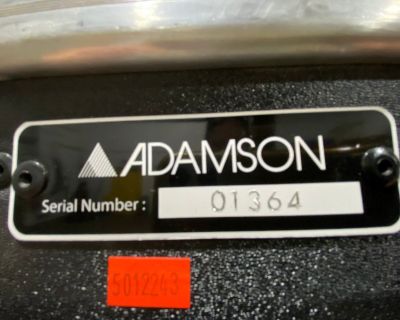 ADAMSON
Serial Number : 01364
5012243